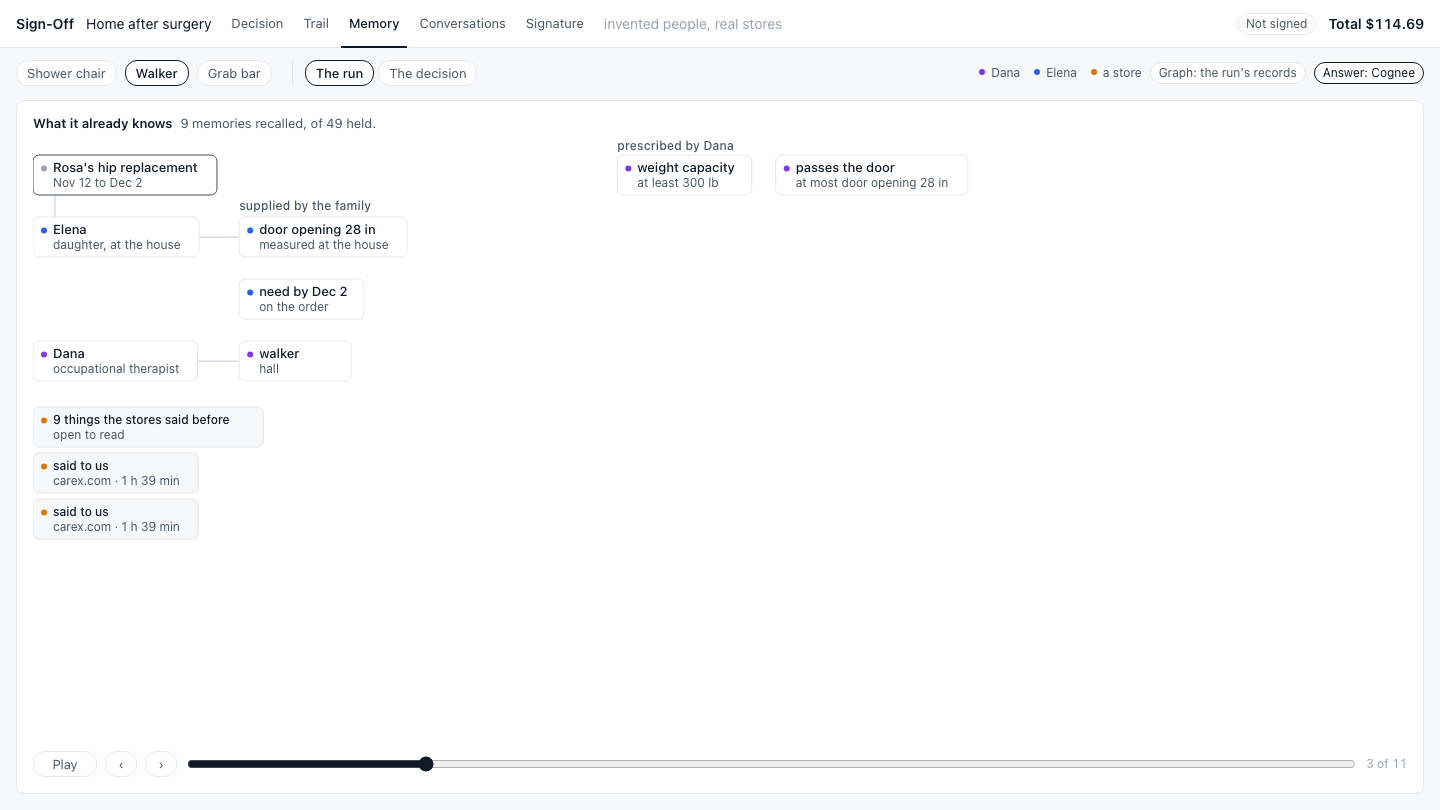 Sign-Off Home after surgery Decision Trail Memory Conversations Signature invented people, real stores Not signed Total $114.69
Shower chair Walker Grab bar The run The decision Dana Elena a store Graph: the run's records Answer: Cognee
What it already knows 9 memories recalled, of 49 held.
prescribed by Dana
Rosa's hip replacement
Nov 12 to Dec 2
weight capacity
at least 300 lb
passes the door
at most door opening 28 in
supplied by the family
Elena
daughter, at the house
door opening 28 in
measured at the house
need by Dec 2
on the order
Dana
occupational therapist
walker
hall
9 things the stores said before
open to read
said to us
carex.com · 1 h 39 min
said to us
carex.com · 1 h 39 min
Play ‹ › 3 of 11